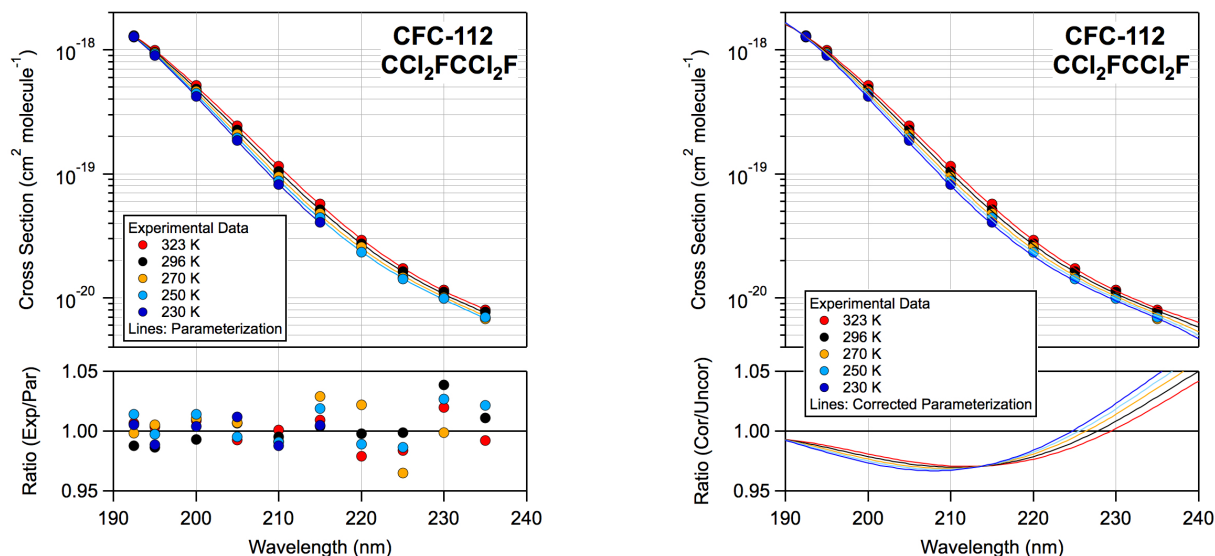 CFC-112
CCl₂FCCl₂F
Cross Section (cm² molecule⁻¹)
10⁻¹⁸
10⁻¹⁹
10⁻²⁰
Experimental Data
323 K
296 K
270 K
250 K
230 K
Lines: Parameterization
Ratio (Exp/Par)
1.05
1.00
0.95
190 200 210 220 230 240
Wavelength (nm)
CFC-112
CCl₂FCCl₂F
Cross Section (cm² molecule⁻¹)
10⁻¹⁸
10⁻¹⁹
10⁻²⁰
Experimental Data
323 K
296 K
270 K
250 K
230 K
Lines: Corrected Parameterization
Ratio (Cor/Uncor)
1.05
1.00
0.95
190 200 210 220 230 240
Wavelength (nm)